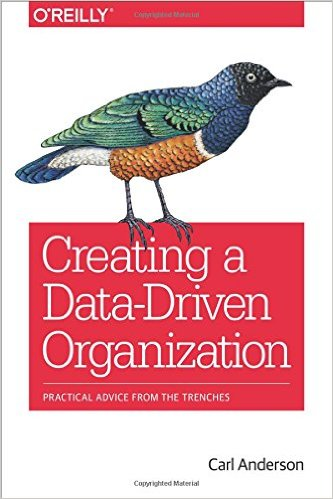 O'REILLY®
Creating a
Data-Driven
Organization
PRACTICAL ADVICE FROM THE TRENCHES
Carl Anderson